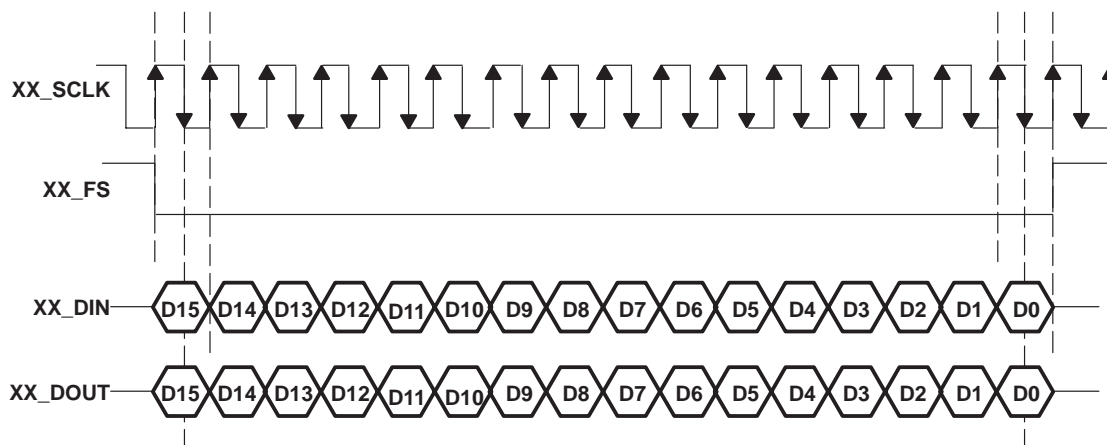 XX_SCLK
XX_FS
XX_DIN D15 D14 D13 D12 D11 D10 D9 D8 D7 D6 D5 D4 D3 D2 D1 D0
XX_DOUT D15 D14 D13 D12 D11 D10 D9 D8 D7 D6 D5 D4 D3 D2 D1 D0